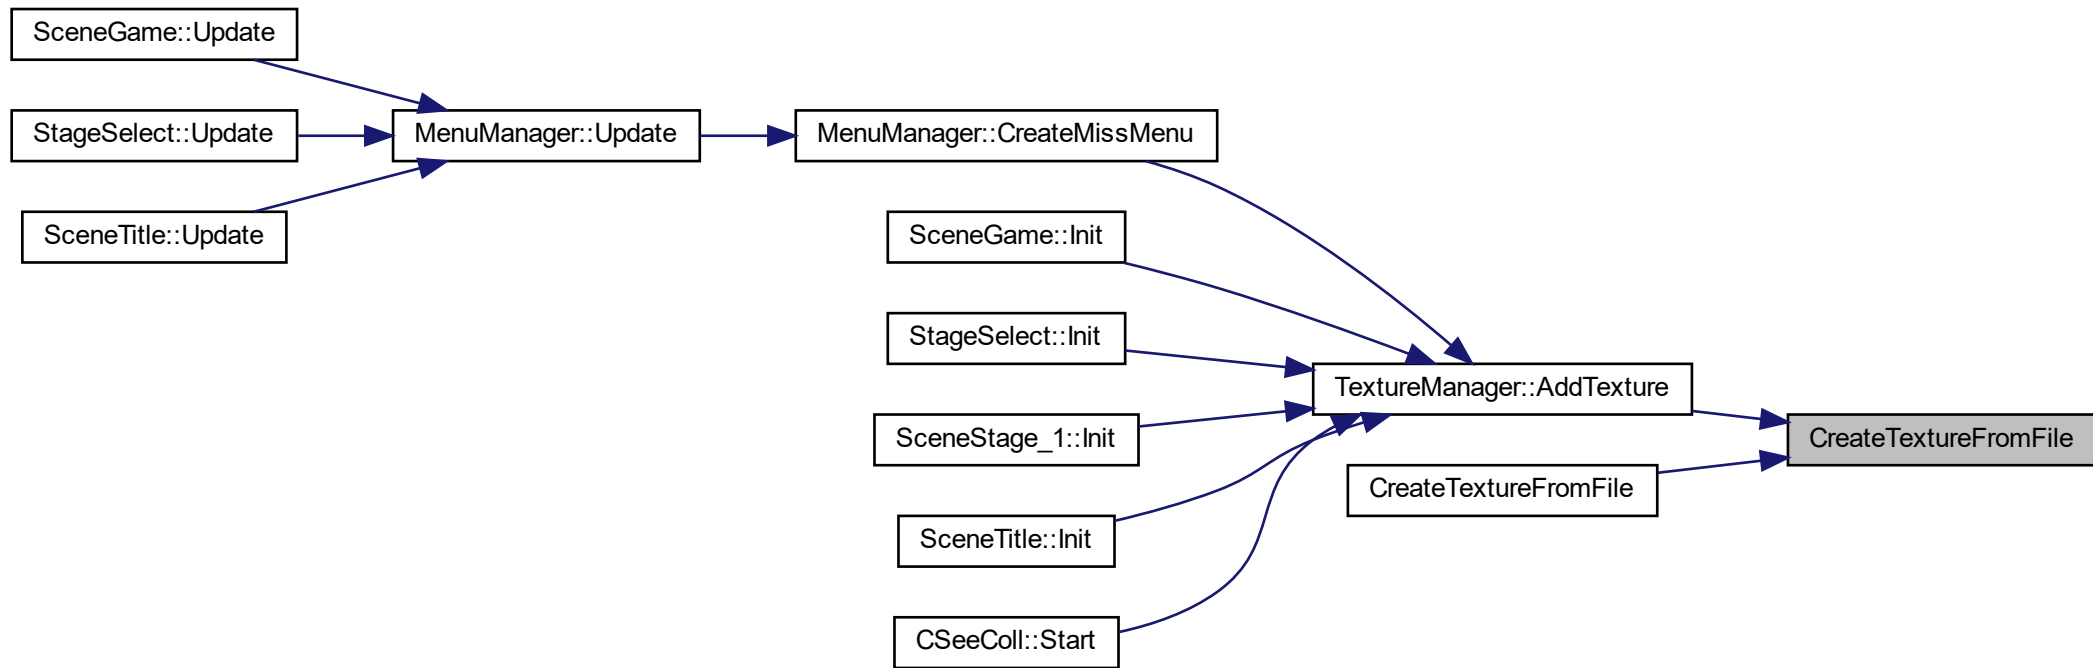 SceneGame::Update
StageSelect::Update
MenuManager::Update
MenuManager::CreateMissMenu
SceneTitle::Update
SceneGame::Init
StageSelect::Init
TextureManager::AddTexture
SceneStage_1::Init
CreateTextureFromFile
CreateTextureFromFile
SceneTitle::Init
CSeeColl::Start